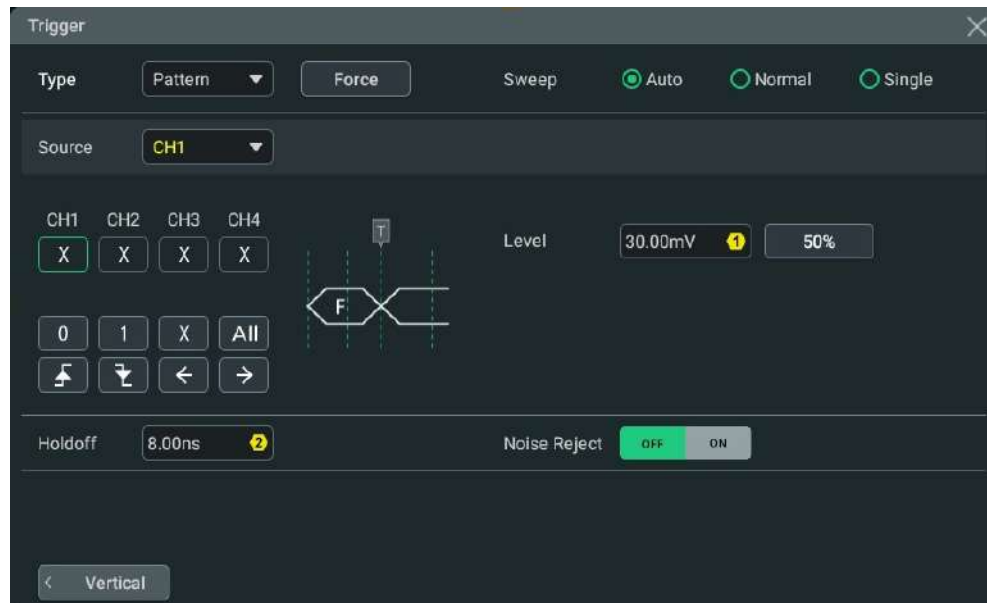 Trigger
Type Pattern Force Sweep Auto Normal Single
Source CH1
CH1 CH2 CH3 CH4
X X X X
T
F
Level 30.00mV 1 50%
0 1 X All
Holdoff 8.00ns 2 Noise Reject OFF ON
Vertical